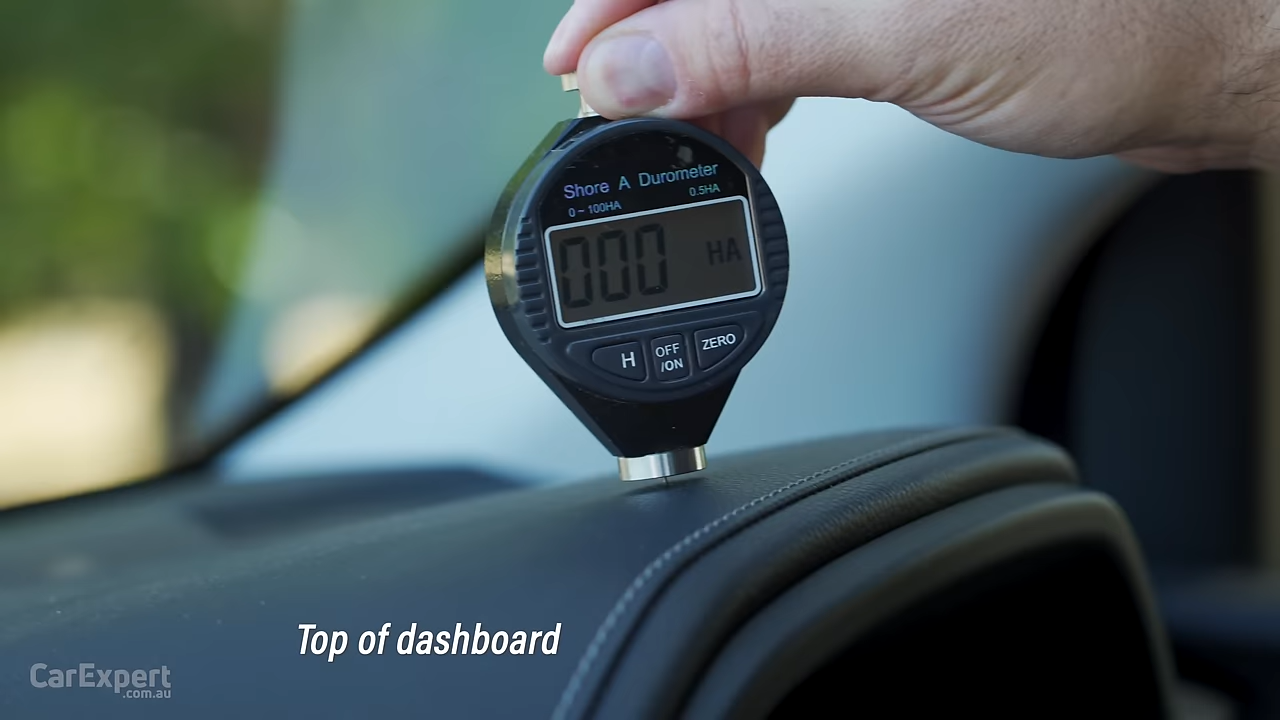 Shore A Durometer
0~100HA 0.5HA
000 HA
H OFF/ON ZERO
Top of dashboard
CarExpert
.com.au